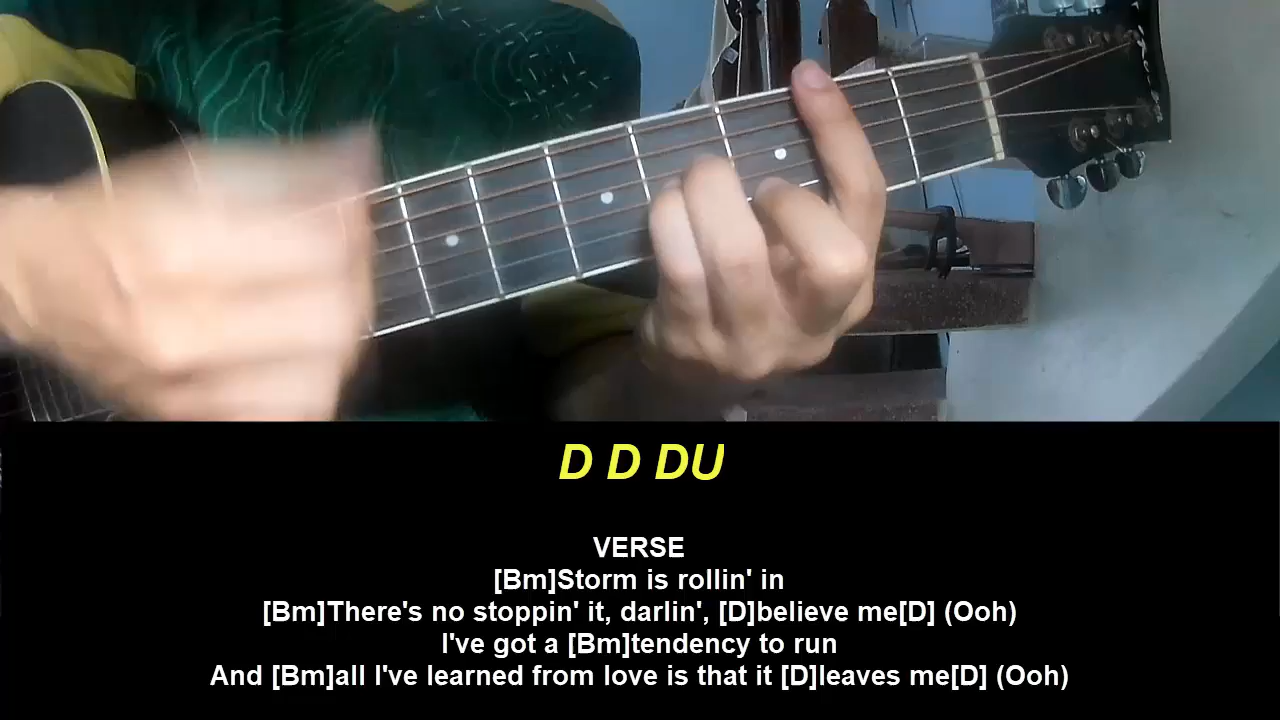 D D DU
VERSE
[Bm]Storm is rollin' in
[Bm]There's no stoppin' it, darlin', [D]believe me[D] (Ooh)
I've got a [Bm]tendency to run
And [Bm]all I've learned from love is that it [D]leaves me[D] (Ooh)